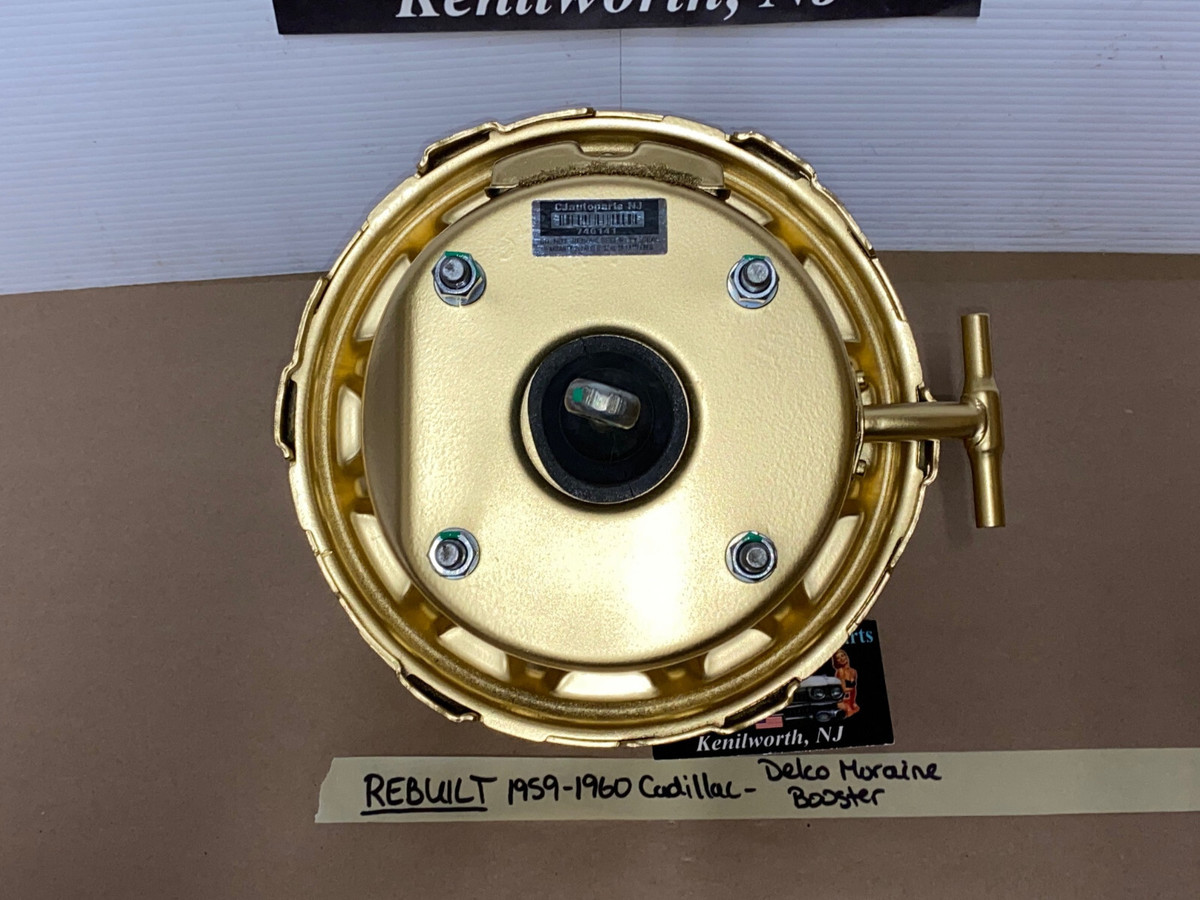 Kenilworth, NJ
CJautoparts NJ
746141
Kenilworth, NJ
REBUILT 1959-1960 Cadillac- Delco Moraine
Booster